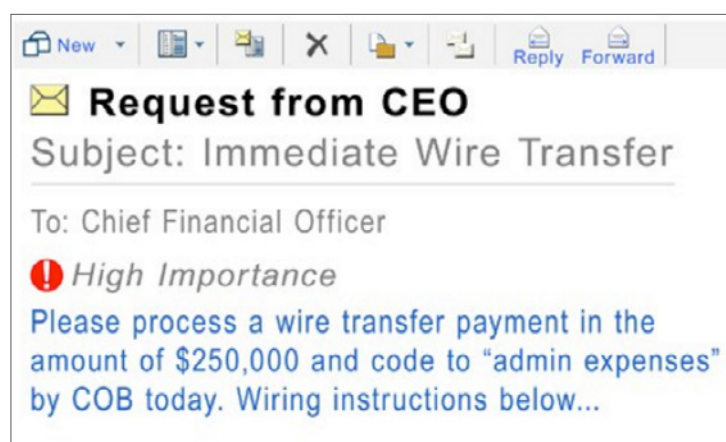 New
Reply Forward
Request from CEO
Subject: Immediate Wire Transfer
To: Chief Financial Officer
! High Importance
Please process a wire transfer payment in the
amount of $250,000 and code to “admin expenses”
by COB today. Wiring instructions below...